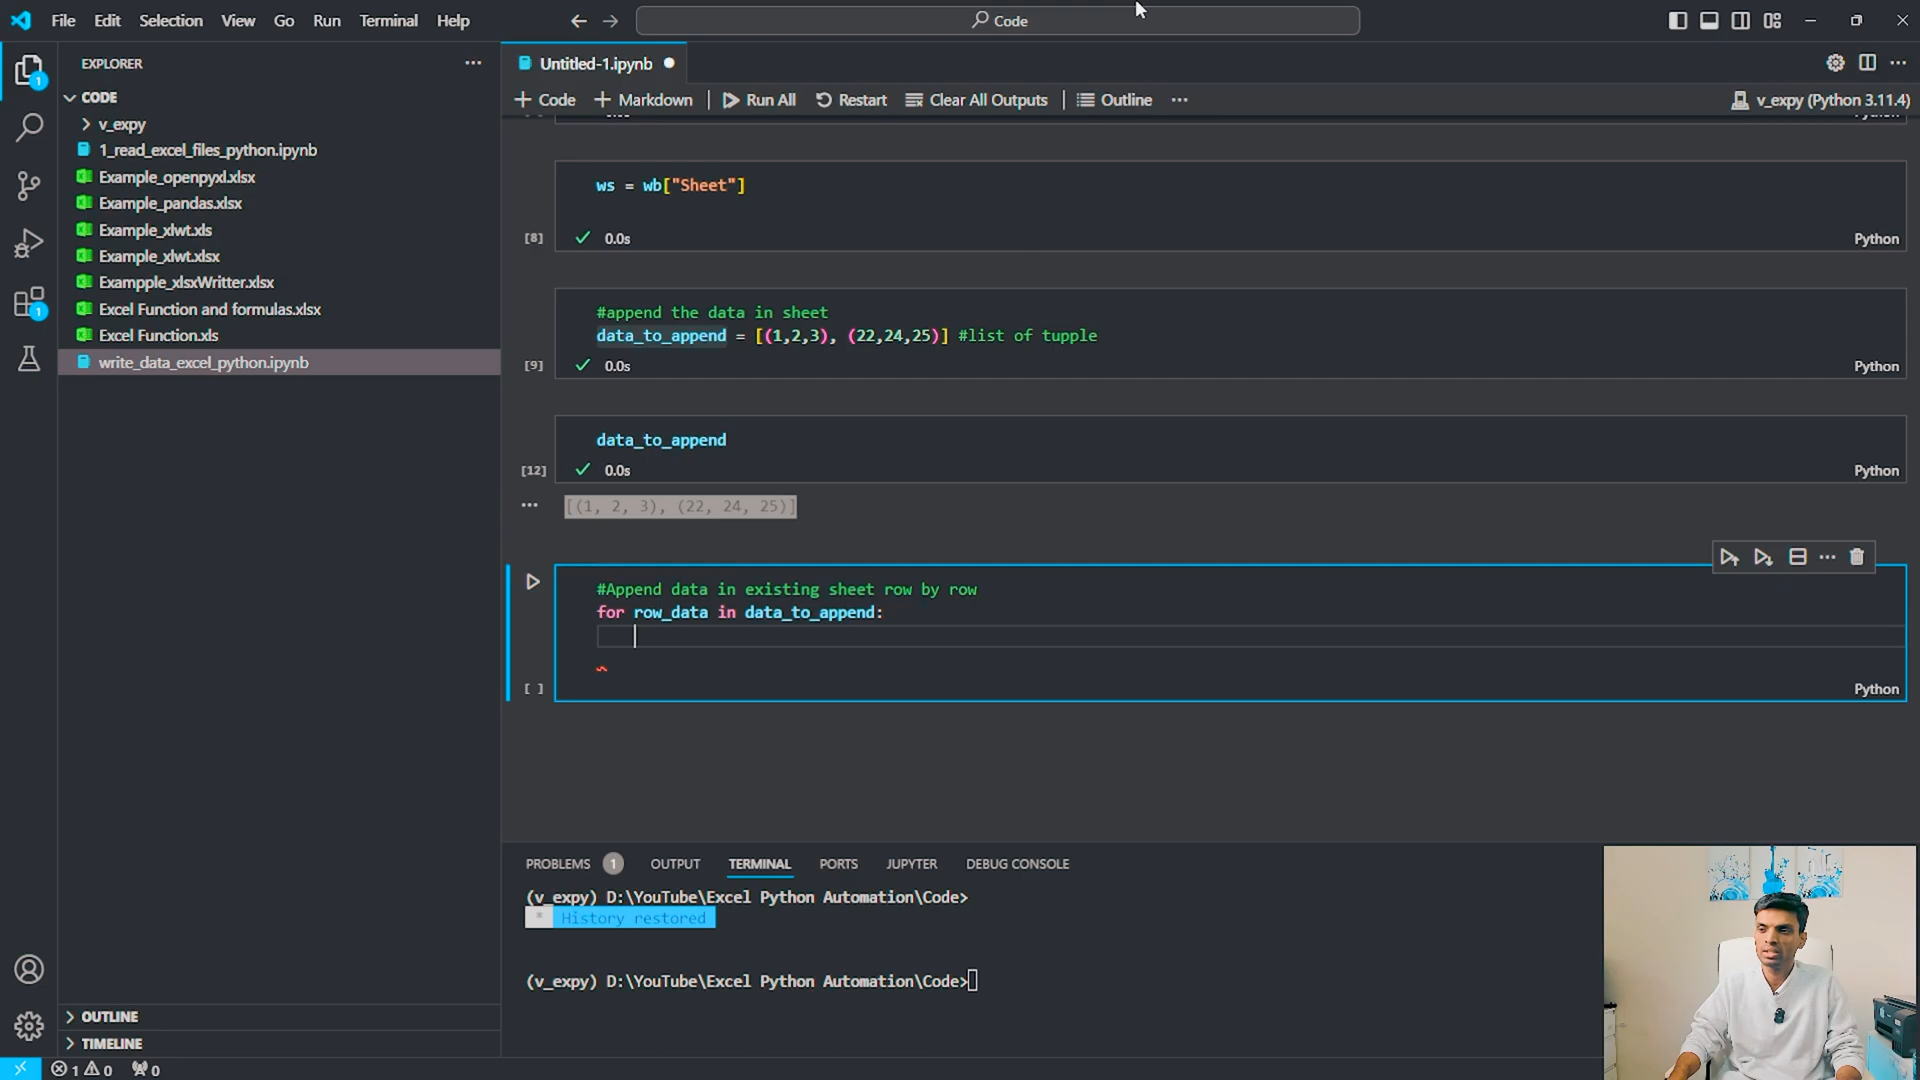 File Edit Selection View Go Run Terminal Help
Code
EXPLORER
Untitled-1.ipynb
CODE
+ Code + Markdown Run All Restart Clear All Outputs Outline
v_expy (Python 3.11.4)
v_expy
1_read_excel_files_python.ipynb
Example_openpyxl.xlsx
Example_pandas.xlsx
Example_xlwt.xls
Example_xlwt.xlsx
Exampple_xlsxWritter.xlsx
Excel Function and formulas.xlsx
Excel Function.xls
write_data_excel_python.ipynb
ws = wb["Sheet"]
[8] 0.0s Python
#append the data in sheet
data_to_append = [(1,2,3), (22,24,25)] #list of tupple
[9] 0.0s Python
data_to_append
[12] 0.0s Python
[(1, 2, 3), (22, 24, 25)]
#Append data in existing sheet row by row
for row_data in data_to_append:
[ ] Python
PROBLEMS 1 OUTPUT TERMINAL PORTS JUPYTER DEBUG CONSOLE
(v_expy) D:\YouTube\Excel Python Automation\Code>
* History restored
(v_expy) D:\YouTube\Excel Python Automation\Code>
OUTLINE
TIMELINE
1 0 0